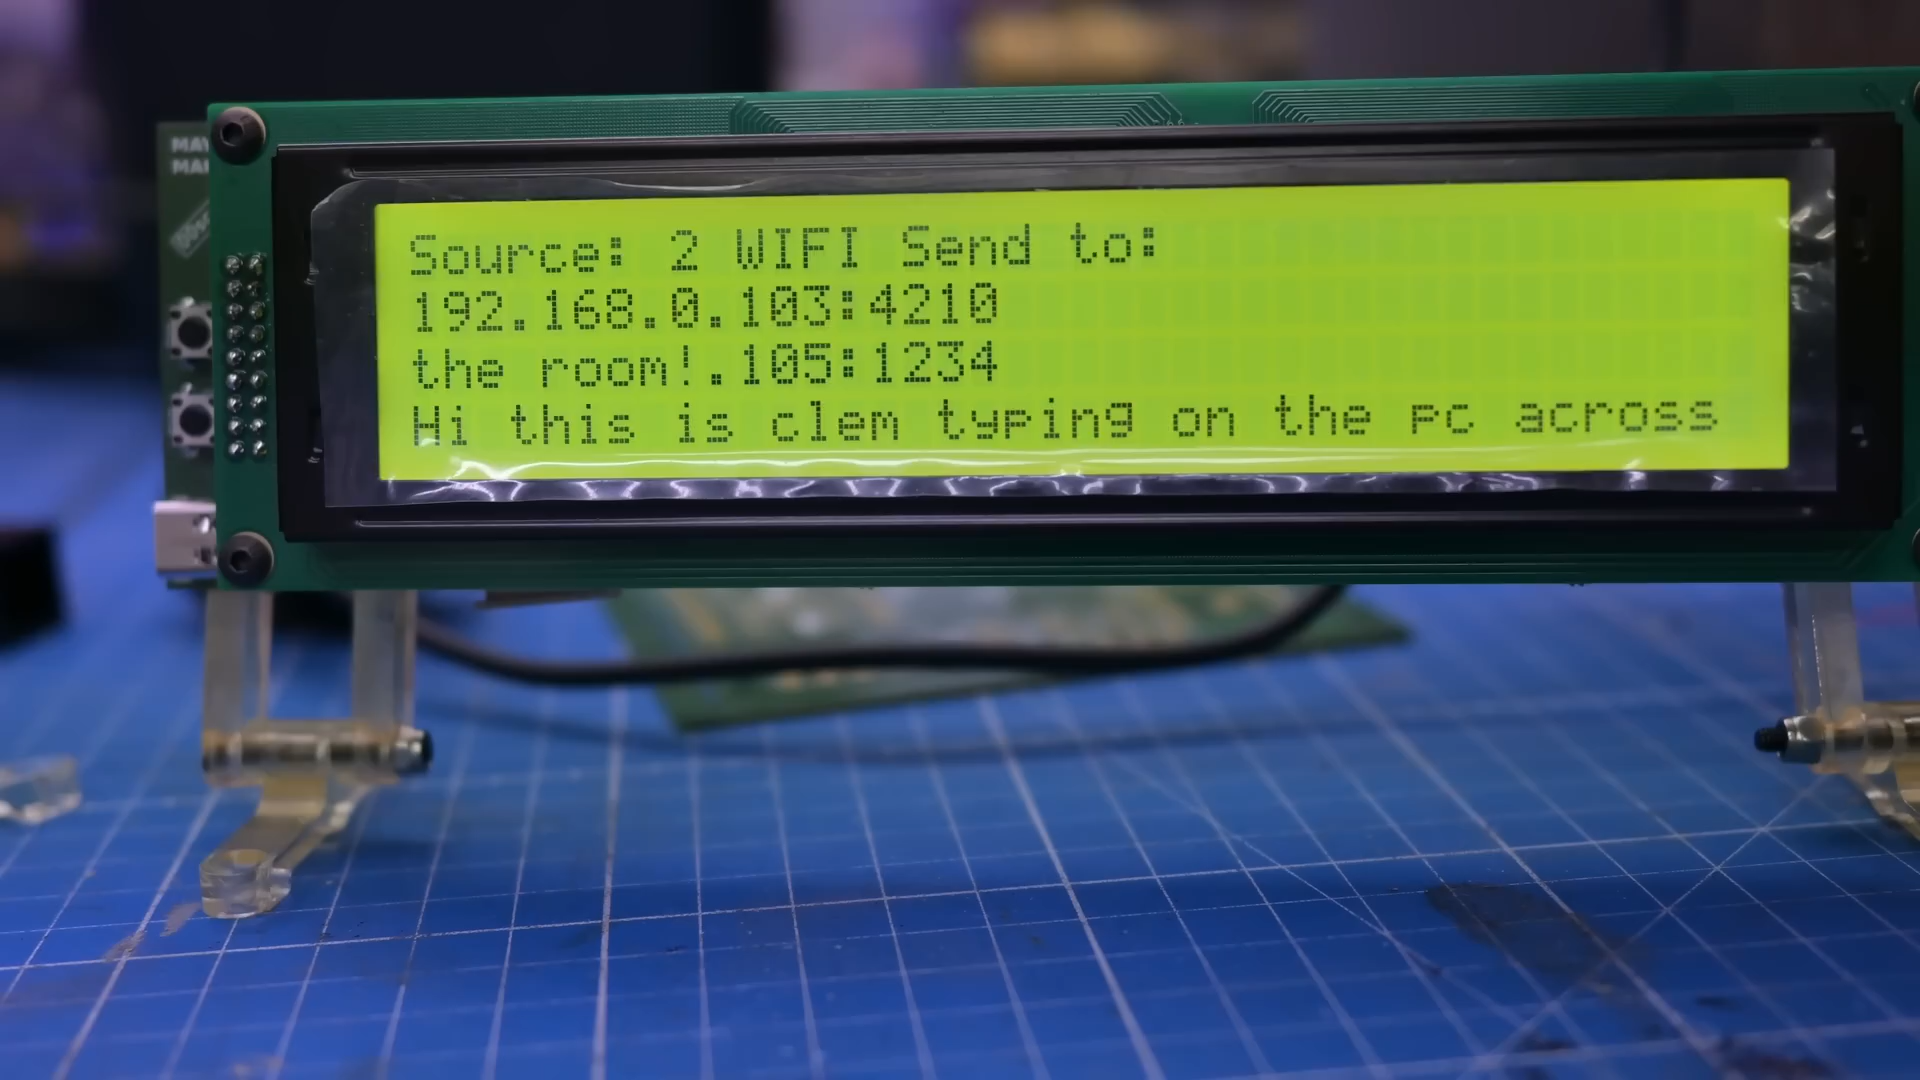 Source: 2 WIFI Send to:
192.168.0.103:4210
the room!.105:1234
Hi this is clem typing on the pc across